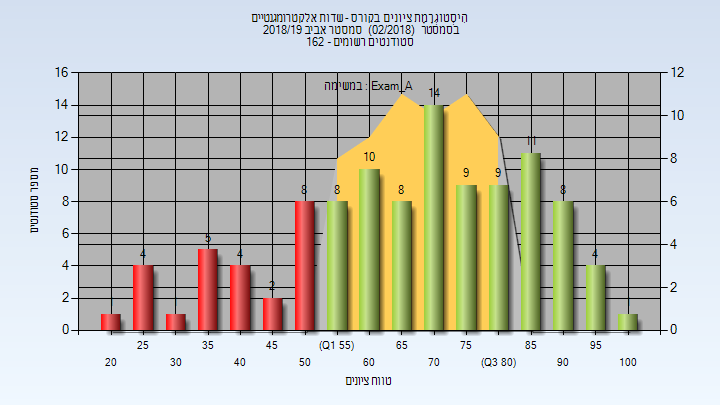 היסטוגרמת ציונים בקורס - שדות אלקטרומגנטיים
בסמסטר (02/2018) סמסטר אביב 2018/19
סטודנטים רשומים - 162
במשימה : Exam_A
מספר סטודנטים
16 14 12 10 8 6 4 2 0
12 10 8 6 4 2 0
4 5 4 2 8 8 10 8 14 9 9 11 8 4
25 35 45 (Q1 55) 65 75 85 95
20 30 40 50 60 70 (Q3 80) 90 100
טווח ציונים